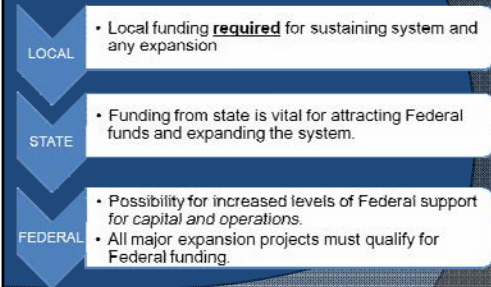 LOCAL
• Local funding required for sustaining system and
any expansion
STATE
• Funding from state is vital for attracting Federal
funds and expanding the system.
FEDERAL
• Possibility for increased levels of Federal support
for capital and operations.
• All major expansion projects must qualify for
Federal funding.